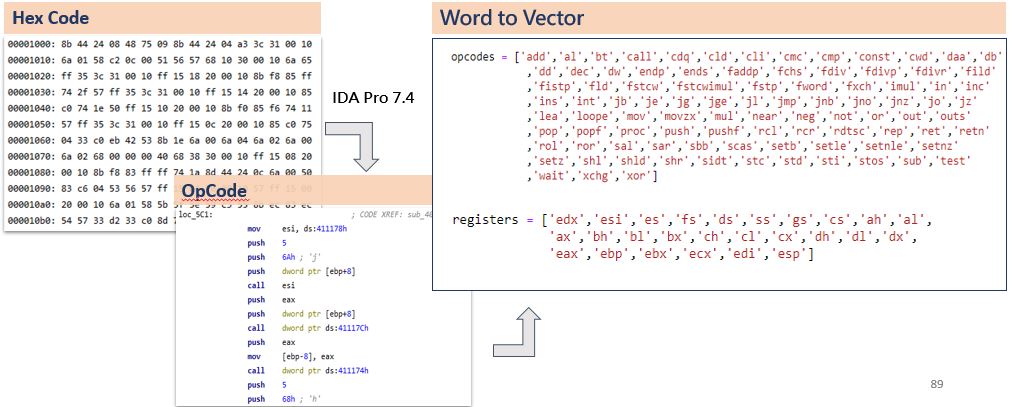 Hex Code
00001000: 8b 44 24 08 48 75 09 8b 44 24 04 a3 3c 31 00 10
00001010: 6a 01 58 c2 0c 00 51 56 57 68 10 30 00 10 6a 65
00001020: ff 35 3c 31 00 10 ff 15 18 20 00 10 8b f8 85 ff
00001030: 74 2f 57 ff 35 3c 31 00 10 ff 15 14 20 00 10 85
00001040: c0 74 1e 50 ff 15 10 20 00 10 8b f0 85 f6 74 11
00001050: 57 ff 35 3c 31 00 10 ff 15 0c 20 00 10 85 c0 75
00001060: 04 33 c0 eb 42 53 8b 1e 6a 00 6a 04 6a 02 6a 00
00001070: 6a 02 68 00 00 00 40 68 38 30 00 10 ff 15 08 20
00001080: 00 10 8b f8 83 ff ff 74 1a 8d 44 24 0c 6a 00 50
00001090: 83 c6 04 53 56 57 ff
000010a0: 20 00 10 6a 01 58 5b
000010b0: 54 57 33 d2 33 c0 8d
IDA Pro 7.4
OpCode
loc_5C1: ; CODE XREF: sub_40
mov esi, ds:411178h
push 5
push 6Ah ; 'j'
push dword ptr [ebp+8]
call esi
push eax
push dword ptr [ebp+8]
call dword ptr ds:41117Ch
push eax
mov [ebp-8], eax
call dword ptr ds:411174h
push 5
push 68h ; 'h'
Word to Vector
opcodes = ['add','al','bt','call','cdq','cld','cli','cmc','cmp','const','cwd','daa','db'
,'dd','dec','dw','endp','ends','faddp','fchs','fdiv','fdivp','fdivr','fild'
,'fistp','fld','fstcw','fstcwimul','fstp','fword','fxch','imul','in','inc'
,'ins','int','jb','je','jg','jge','jl','jmp','jnb','jno','jnz','jo','jz'
,'lea','loope','mov','movzx','mul','near','neg','not','or','out','outs'
,'pop','popf','proc','push','pushf','rcl','rcr','rdtsc','rep','ret','retn'
,'rol','ror','sal','sar','sbb','scas','setb','setle','setnle','setnz'
,'setz','shl','shld','shr','sidt','stc','std','sti','stos','sub','test'
,'wait','xchg','xor']
registers = ['edx','esi','es','fs','ds','ss','gs','cs','ah','al',
'ax','bh','bl','bx','ch','cl','cx','dh','dl','dx',
'eax','ebp','ebx','ecx','edi','esp']
89